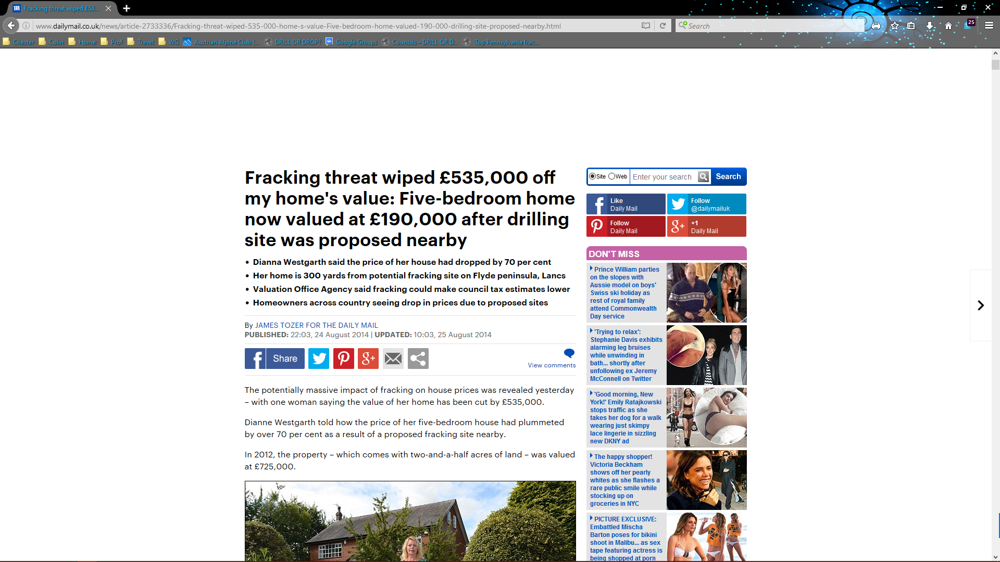 Fracking threat wiped £53...
www.dailymail.co.uk/news/article-2733336/Fracking-threat-wiped-535-000-home-s-value-Five-bedroom-home-valued-190-000-drilling-site-proposed-nearby.html
Search
25
Chester
Colin
Home
Prof
Travel
WG
Austrian Alpine Club (...
DRILL OR DROP?
Google Groups
Councils – DRILL OR D...
Top Pennsylvania frac...
Fracking threat wiped £535,000 off
my home's value: Five-bedroom home
now valued at £190,000 after drilling
site was proposed nearby
• Dianna Westgarth said the price of her house had dropped by 70 per cent
• Her home is 300 yards from potential fracking site on Flyde peninsula, Lancs
• Valuation Office Agency said fracking could make council tax estimates lower
• Homeowners across country seeing drop in prices due to proposed sites
By JAMES TOZER FOR THE DAILY MAIL
PUBLISHED: 22:03, 24 August 2014 | UPDATED: 10:03, 25 August 2014
Share
View comments
The potentially massive impact of fracking on house prices was revealed yesterday
– with one woman saying the value of her home has been cut by £535,000.
Dianne Westgarth told how the price of her five-bedroom house had plummeted
by over 70 per cent as a result of a proposed fracking site nearby.
In 2012, the property – which comes with two-and-a-half acres of land – was valued
at £725,000.
Site Web Enter your search Search
Like
Daily Mail
Follow
@dailymailuk
Follow
Daily Mail
+1
Daily Mail
DON'T MISS
Prince William parties
on the slopes with
Aussie model on boys'
Swiss ski holiday as
rest of royal family
attend Commonwealth
Day service
'Trying to relax':
Stephanie Davis exhibits
alarming leg bruises
while unwinding in
bath... shortly after
unfollowing ex Jeremy
McConnell on Twitter
'Good morning, New
York!' Emily Ratajkowski
stops traffic as she
takes her dog for a walk
wearing just skimpy
lace lingerie in sizzling
new DKNY ad
The happy shopper!
Victoria Beckham
shows off her pearly
whites as she flashes a
rare public smile while
stocking up on
groceries in NYC
PICTURE EXCLUSIVE:
Embattled Mischa
Barton poses for bikini
shoot in Malibu... as sex
tape featuring actress is
being shopped at porn